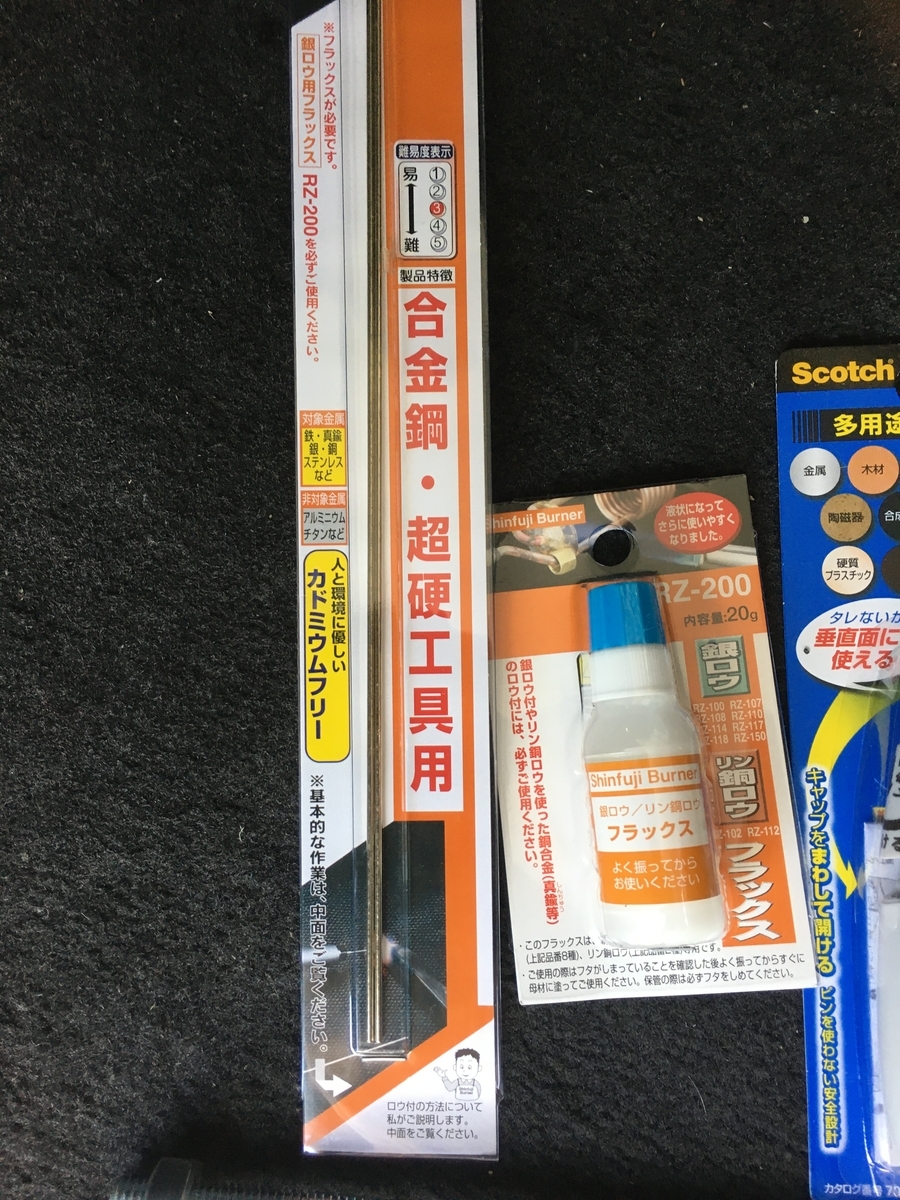 ※フラックスが必要です。
銀ロウ用フラックス RZ-200を必ずご使用ください。
対象金属
鉄・真鍮
銀・銅
ステンレス
など
非対象金属
アルミニウム
チタンなど
人と環境に優しい
カドミウムフリー
※基本的な作業は、中面をご覧ください。
難易度表示
易
①
②
③
④
⑤
難
製品特徴
合金鋼・超硬工具用
ロウ付の方法について
私がご説明します。
中面をご覧ください。
Shinfuji Burner
液状になって
さらに使いやすく
なりました。
RZ-200
内容量:20g
銀ロウ
RZ-100 RZ-107
RZ-108 RZ-110
RZ-114 RZ-117
RZ-118 RZ-150
リン銅ロウ
RZ-102 RZ-112
フラックス
銀ロウ付やリン銅ロウを使った銅合金(真鍮等)
しんちゅう
のロウ付には、必ずご使用ください。
Shinfuji Burner
銀ロウ/リン銅ロウ
フラックス
よく振ってから
お使いください
・このフラックスは、
(上記品番8種)、リン銅ロウ
・ご使用の際はフタがしまっていることを確認した後よく振ってからすぐに
母材に塗ってご使用ください。保管の際は必ずフタをしめてください。
Scotch
多用途
金属
木材
陶磁器
合成
硬質
プラスチック
タレないか
垂直面に
使える
キャップをまわして開ける
ピンを使わない安全設計
カタログ番号 70